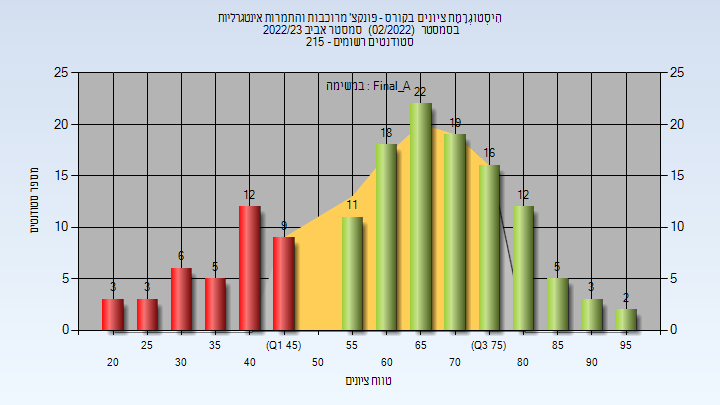 היסטוגרמת ציונים בקורס - פונקצ' מרוכבות והתמרות אינטגרליות
בסמסטר (02/2022) סמסטר אביב 2022/23
סטודנטים רשומים - 215
במשימה : Final_A
מספר סטודנטים
25 25
20 20
15 15
10 10
5 5
0 0
3 3 6 5 12 9 11 18 22 19 16 12 5 3 2
25 35 (Q1 45) 55 65 (Q3 75) 85 95
20 30 40 50 60 70 80 90
טווח ציונים